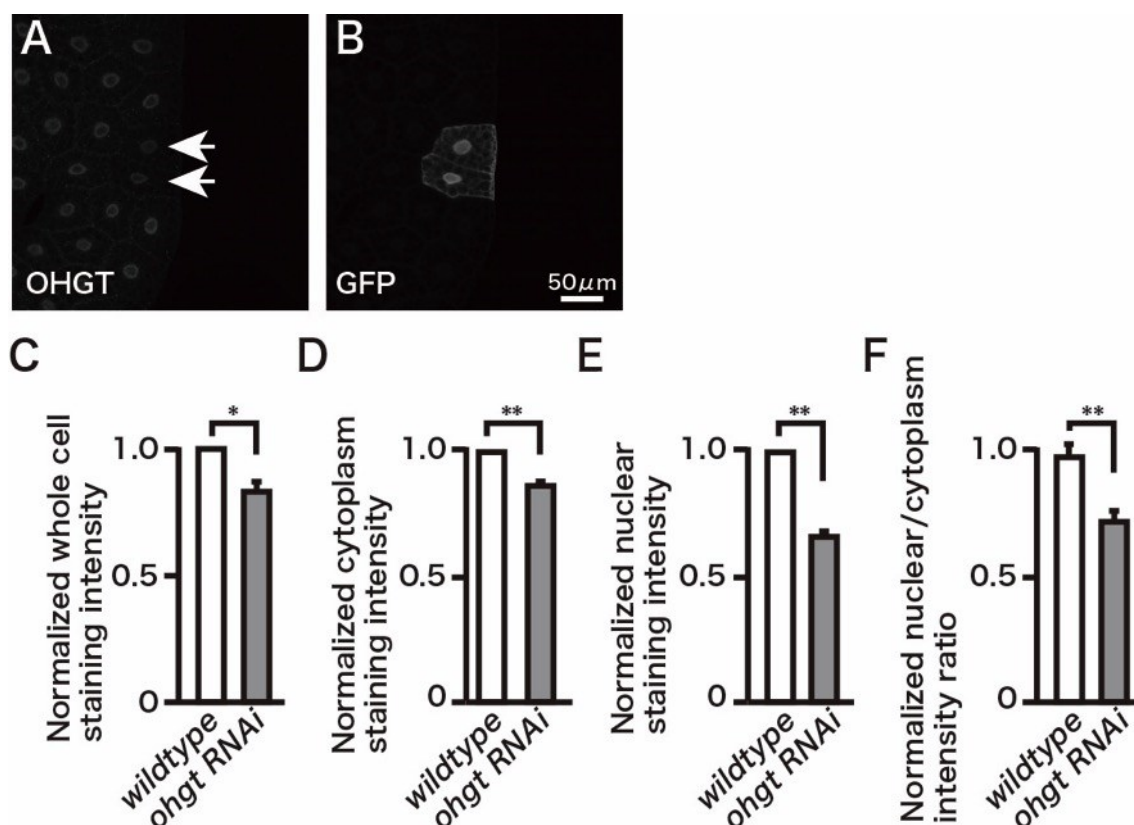 A
B
OHGT
GFP
50μm
C
D
E
F
Normalized whole cell
staining intensity
1.0
0.5
0
*
wildtype
ohgt RNAi
Normalized cytoplasm
staining intensity
1.0
0.5
0
**
wildtype
ohgt RNAi
Normalized nuclear
staining intensity
1.0
0.5
0
**
wildtype
ohgt RNAi
Normalized nuclear/cytoplasm
intensity ratio
1.0
0.5
0
**
wildtype
ohgt RNAi